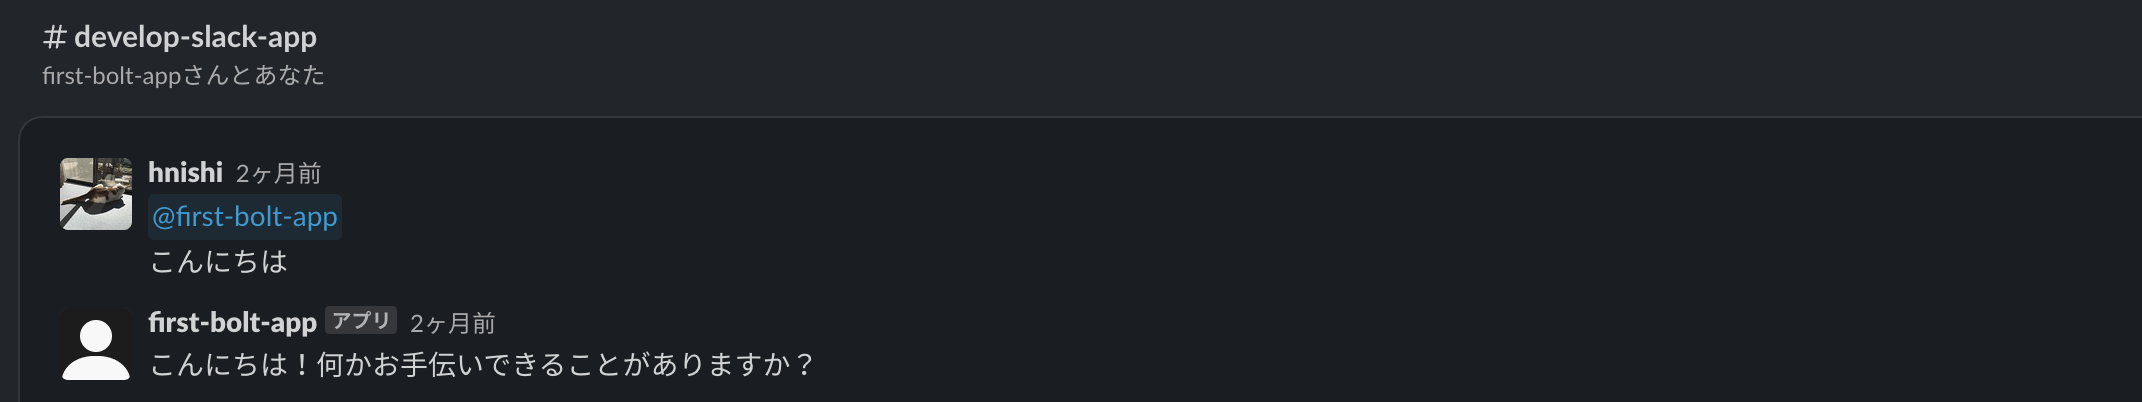 # develop-slack-app
first-bolt-appさんとあなた
hnishi 2ヶ月前
@first-bolt-app
こんにちは
first-bolt-app アプリ 2ヶ月前
こんにちは！何かお手伝いできることがありますか？